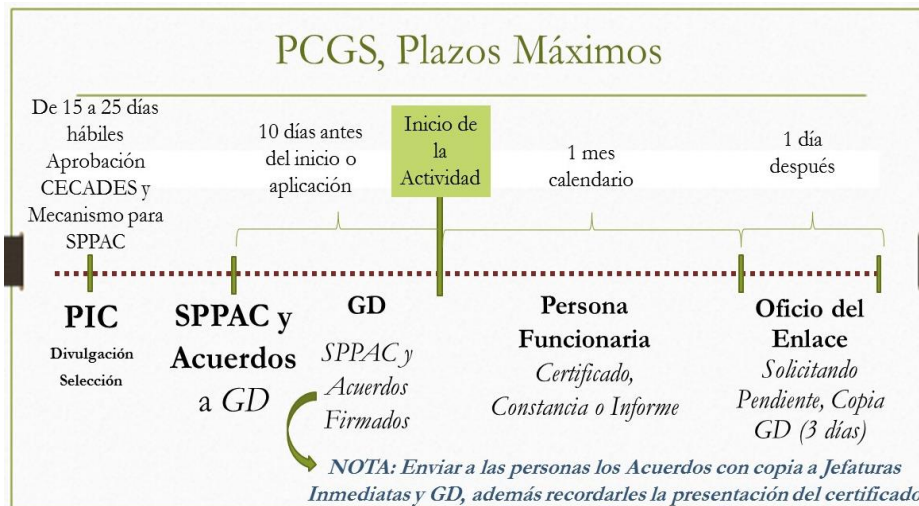 PCGS, Plazos Máximos
De 15 a 25 días
hábiles
Aprobación
CECADES y
Mecanismo para
SPPAC
10 días antes
del inicio o
aplicación
Inicio de
la
Actividad
1 mes
calendario
1 día
después
PIC
Divulgación
Selección
SPPAC y
Acuerdos
a GD
GD
SPPAC y
Acuerdos
Firmados
Persona
Funcionaria
Certificado,
Constancia o Informe
Oficio del
Enlace
Solicitando
Pendiente, Copia
GD (3 días)
NOTA: Enviar a las personas los Acuerdos con copia a Jefaturas
Inmediatas y GD, además recordarles la presentación del certificado